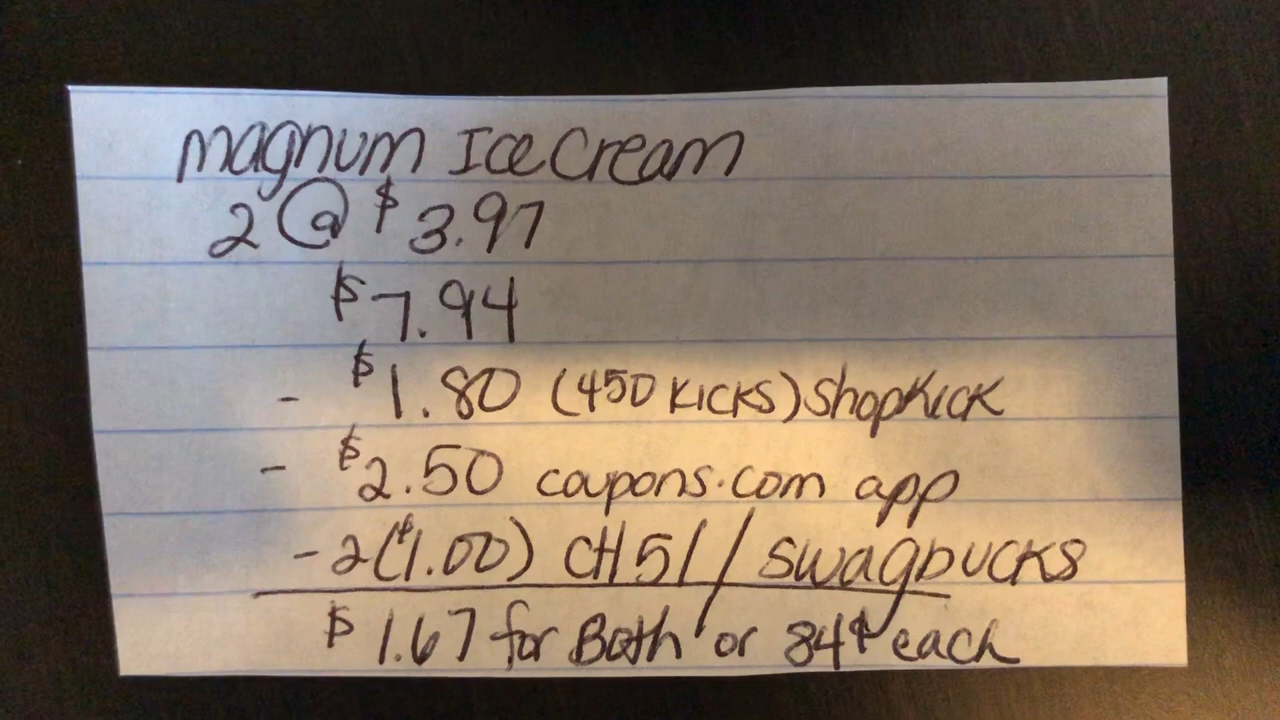 magnum Ice Cream
2 @ $3.97
$7.94
- $1.80 (450 KICKS) ShopKick
- $2.50 coupons.com app
- 2($1.00) CH51 / SWAGBUCKS
$1.67 for Both or 84¢ each